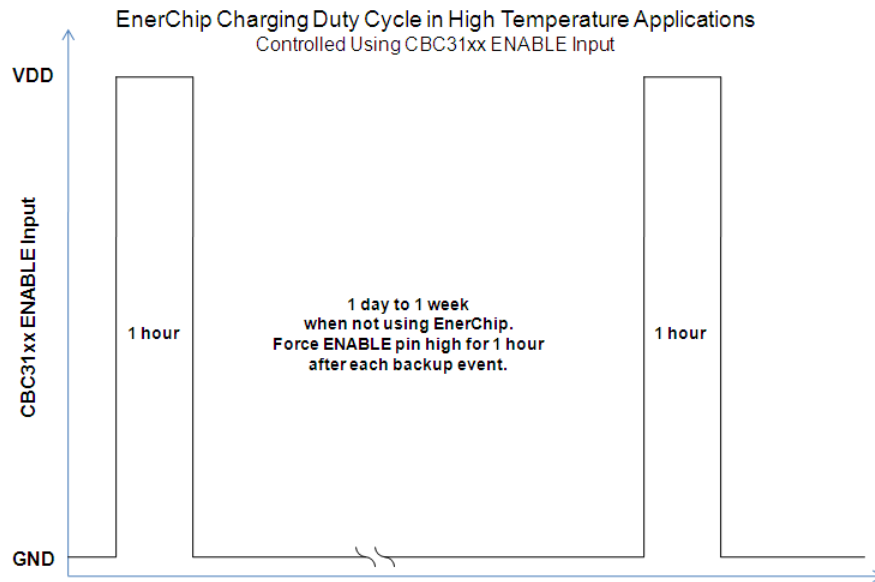 EnerChip Charging Duty Cycle in High Temperature Applications
Controlled Using CBC31xx ENABLE Input
VDD
CBC31xx ENABLE Input
1 hour
1 day to 1 week
when not using EnerChip.
Force ENABLE pin high for 1 hour
after each backup event.
1 hour
GND